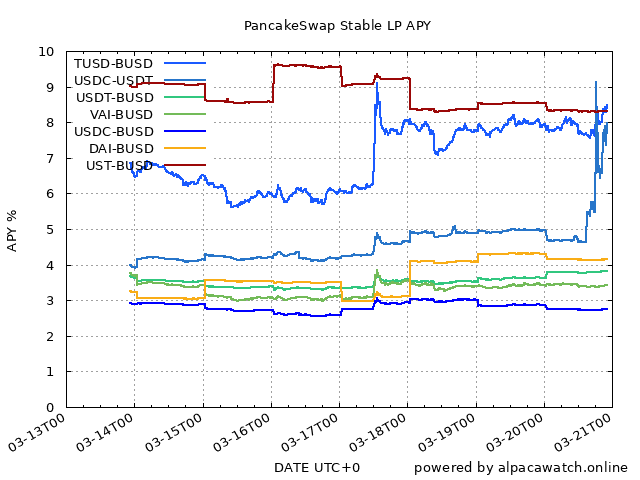 PancakeSwap Stable LP APY
TUSD-BUSD
USDC-USDT
USDT-BUSD
VAI-BUSD
USDC-BUSD
DAI-BUSD
UST-BUSD
APY %
10
9
8
7
6
5
4
3
2
1
0
03-13T00
03-14T00
03-15T00
03-16T00
03-17T00
03-18T00
03-19T00
03-20T00
03-21T00
DATE UTC+0
powered by alpacawatch.online